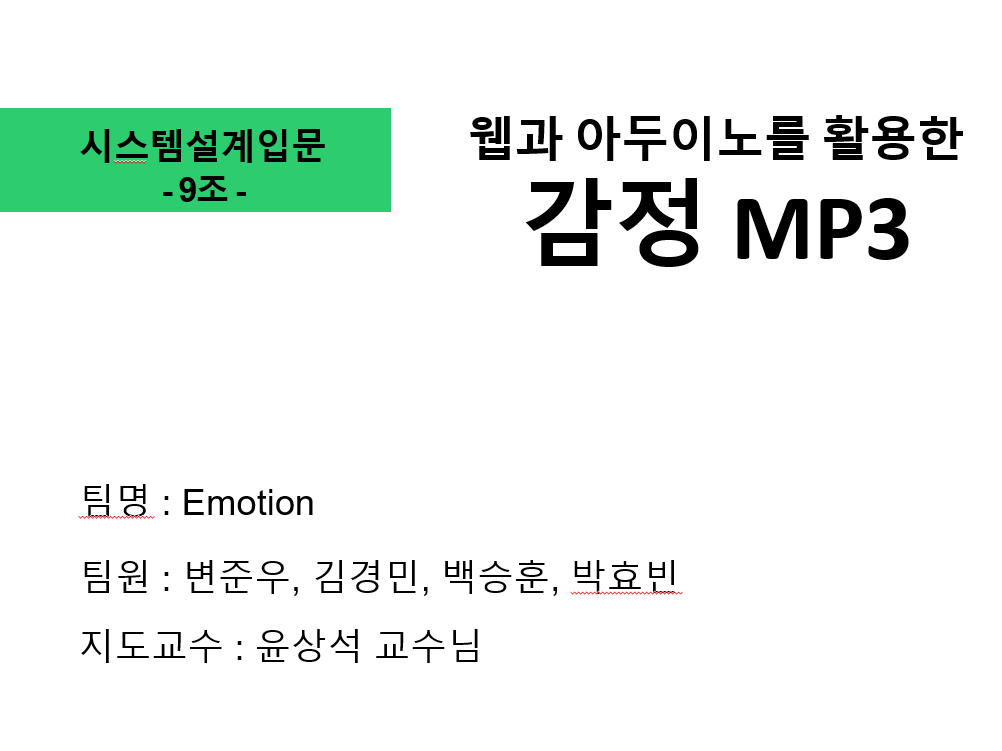 시스템설계입문
- 9조 -
웹과 아두이노를 활용한
감정 MP3
팀명 : Emotion
팀원 : 변준우, 김경민, 백승훈, 박효빈
지도교수 : 윤상석 교수님